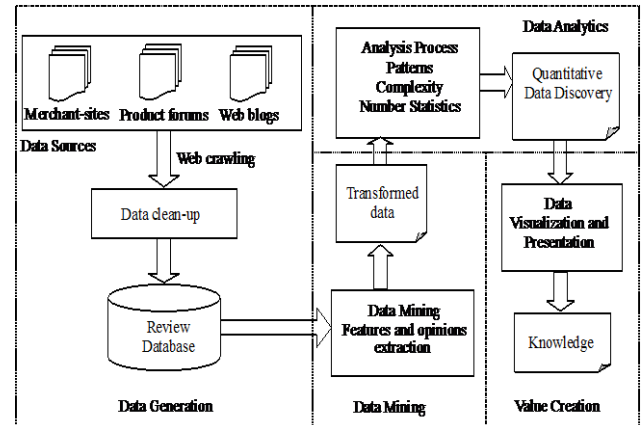 Merchant-sites Product forums Web blogs
Data Sources
Web crawling
Data clean-up
Review
Database
Data Generation
Data Mining
Features and opinions
extraction
Transformed
data
Data Mining
Analysis Process
Patterns
Complexity
Number Statistics
Data Analytics
Quantitative
Data Discovery
Data
Visualization and
Presentation
Knowledge
Value Creation